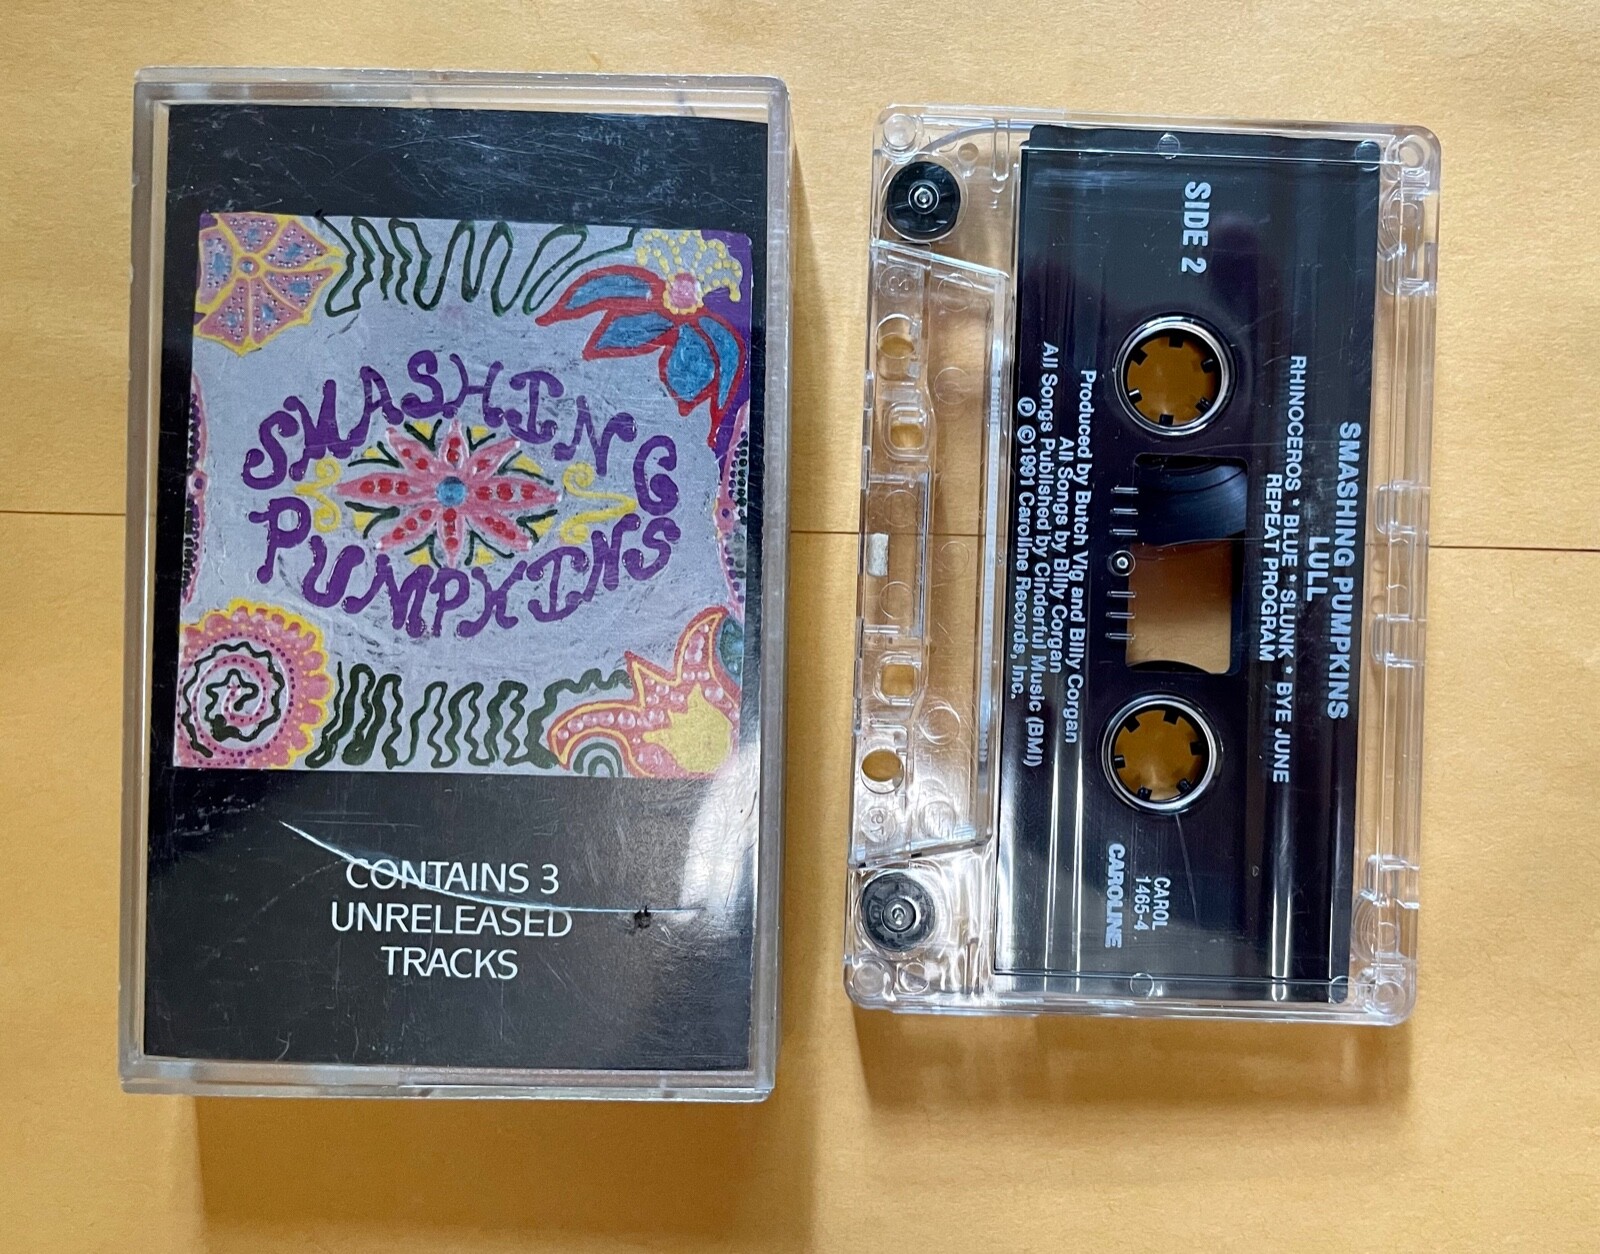 SMASHING
PUMPKINS
CONTAINS 3
UNRELEASED
TRACKS
SIDE 2
SMASHING PUMPKINS
LULL
RHINOCEROS * BLUE * SLUNK * BYE JUNE
REPEAT PROGRAM
Produced by Butch Vig and Billy Corgan
All Songs by Billy Corgan
All Songs Published by Cinderful Music (BMI)
℗ ©1991 Caroline Records, Inc.
CAROL
1465-4
CAROLINE